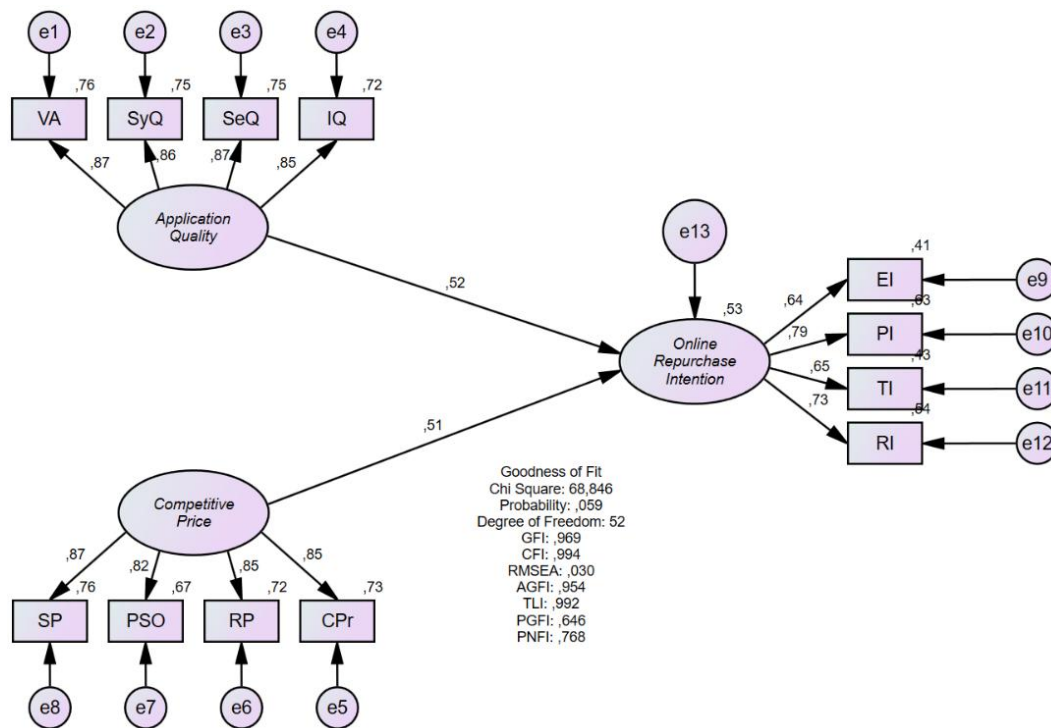 e1
e2
e3
e4
,76
,75
,75
,72
VA
SyQ
SeQ
IQ
,87
,86
,87
,85
Application
Quality
,52
e13
,53
Online
Repurchase
Intention
,64
,79
,65
,73
,41
EI
e9
,63
PI
e10
,43
TI
e11
,54
RI
e12
,51
Competitive
Price
,87
,82
,85
,85
,76
,67
,72
,73
SP
PSO
RP
CPr
e8
e7
e6
e5
Goodness of Fit
Chi Square: 68,846
Probability: ,059
Degree of Freedom: 52
GFI: ,969
CFI: ,994
RMSEA: ,030
AGFI: ,954
TLI: ,992
PGFI: ,646
PNFI: ,768